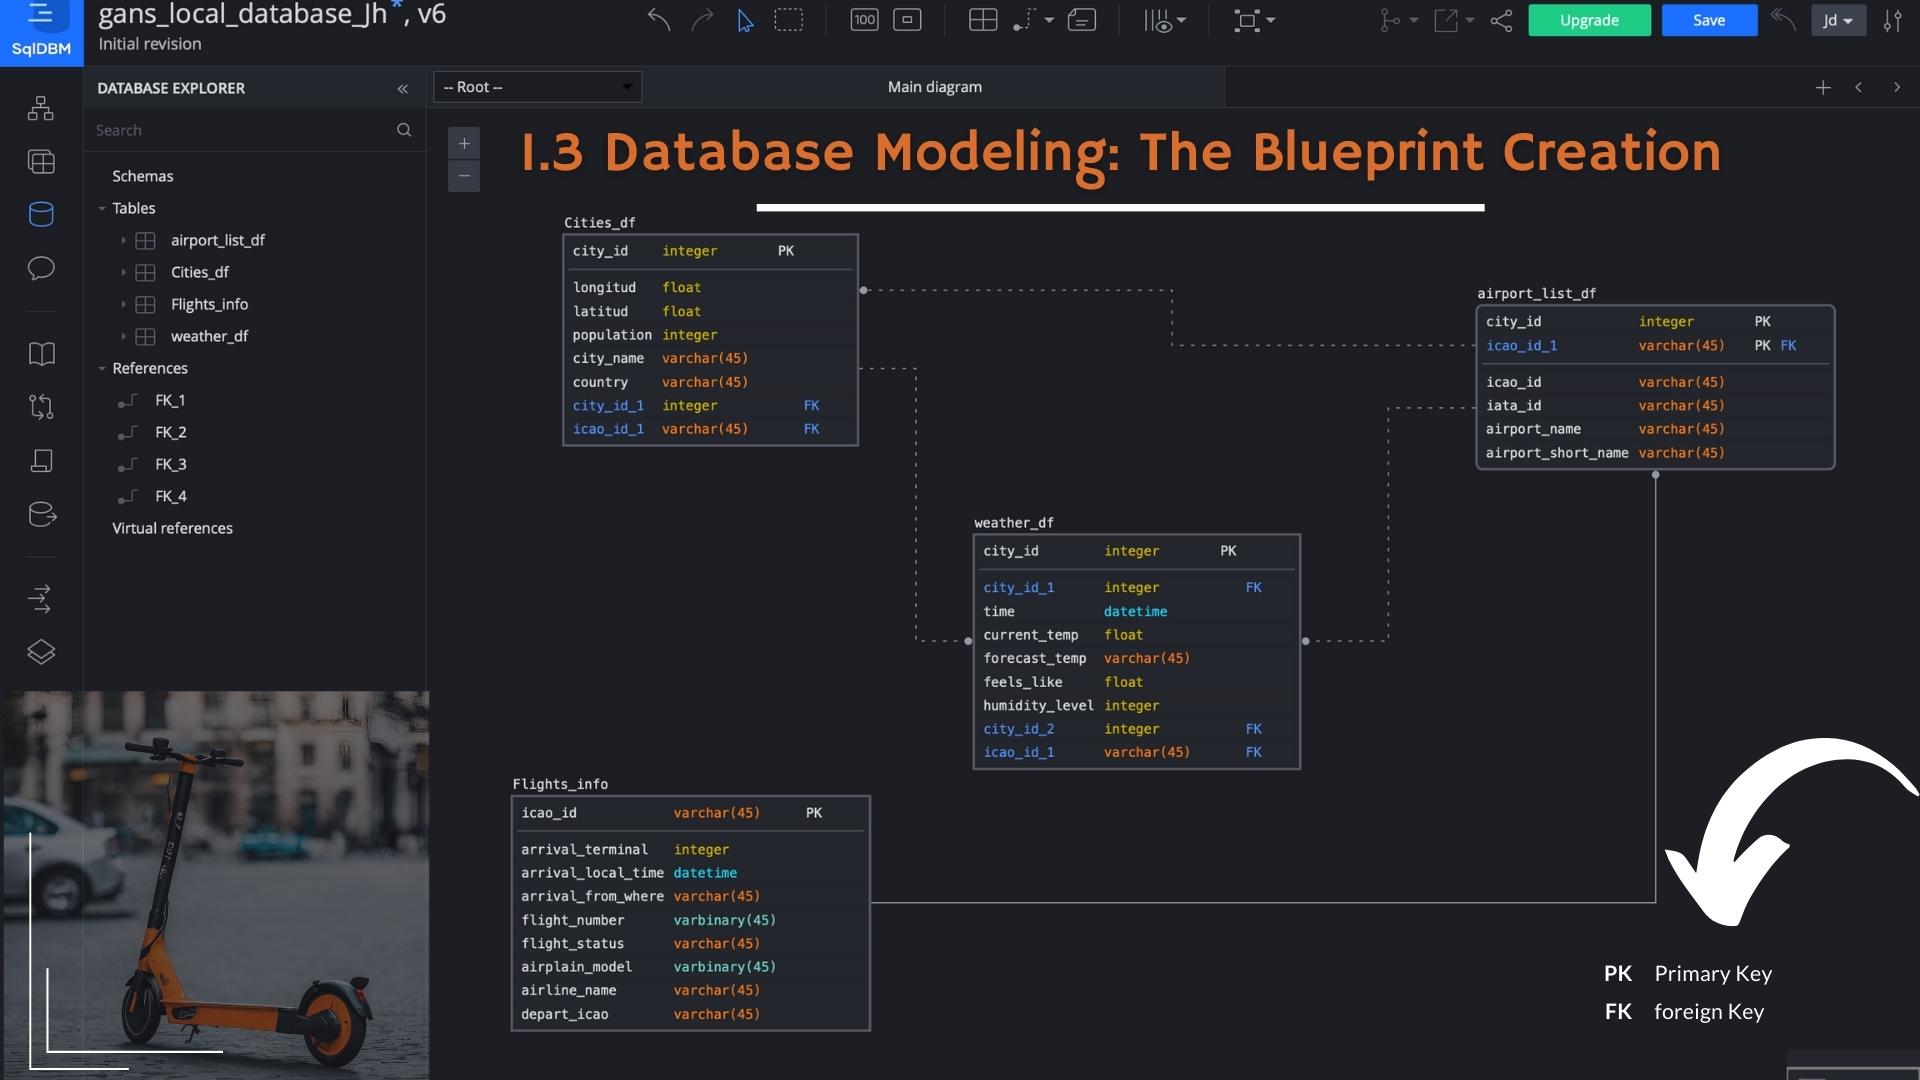 gans_local_database_Jh*, v6
Initial revision
SqlDBM
100
Upgrade
Save
Jd
DATABASE EXPLORER
-- Root --
Main diagram
Search
Schemas
Tables
airport_list_df
Cities_df
Flights_info
weather_df
References
FK_1
FK_2
FK_3
FK_4
Virtual references
1.3 Database Modeling: The Blueprint Creation
Cities_df
city_id integer PK
longitud float
latitud float
population integer
city_name varchar(45)
country varchar(45)
city_id_1 integer FK
icao_id_1 varchar(45) FK
airport_list_df
city_id integer PK
icao_id_1 varchar(45) PK FK
icao_id varchar(45)
iata_id varchar(45)
airport_name varchar(45)
airport_short_name varchar(45)
weather_df
city_id integer PK
city_id_1 integer FK
time datetime
current_temp float
forecast_temp varchar(45)
feels_like float
humidity_level integer
city_id_2 integer FK
icao_id_1 varchar(45) FK
Flights_info
icao_id varchar(45) PK
arrival_terminal integer
arrival_local_time datetime
arrival_from_where varchar(45)
flight_number varbinary(45)
flight_status varchar(45)
airplain_model varbinary(45)
airline_name varchar(45)
depart_icao varchar(45)
PK Primary Key
FK foreign Key